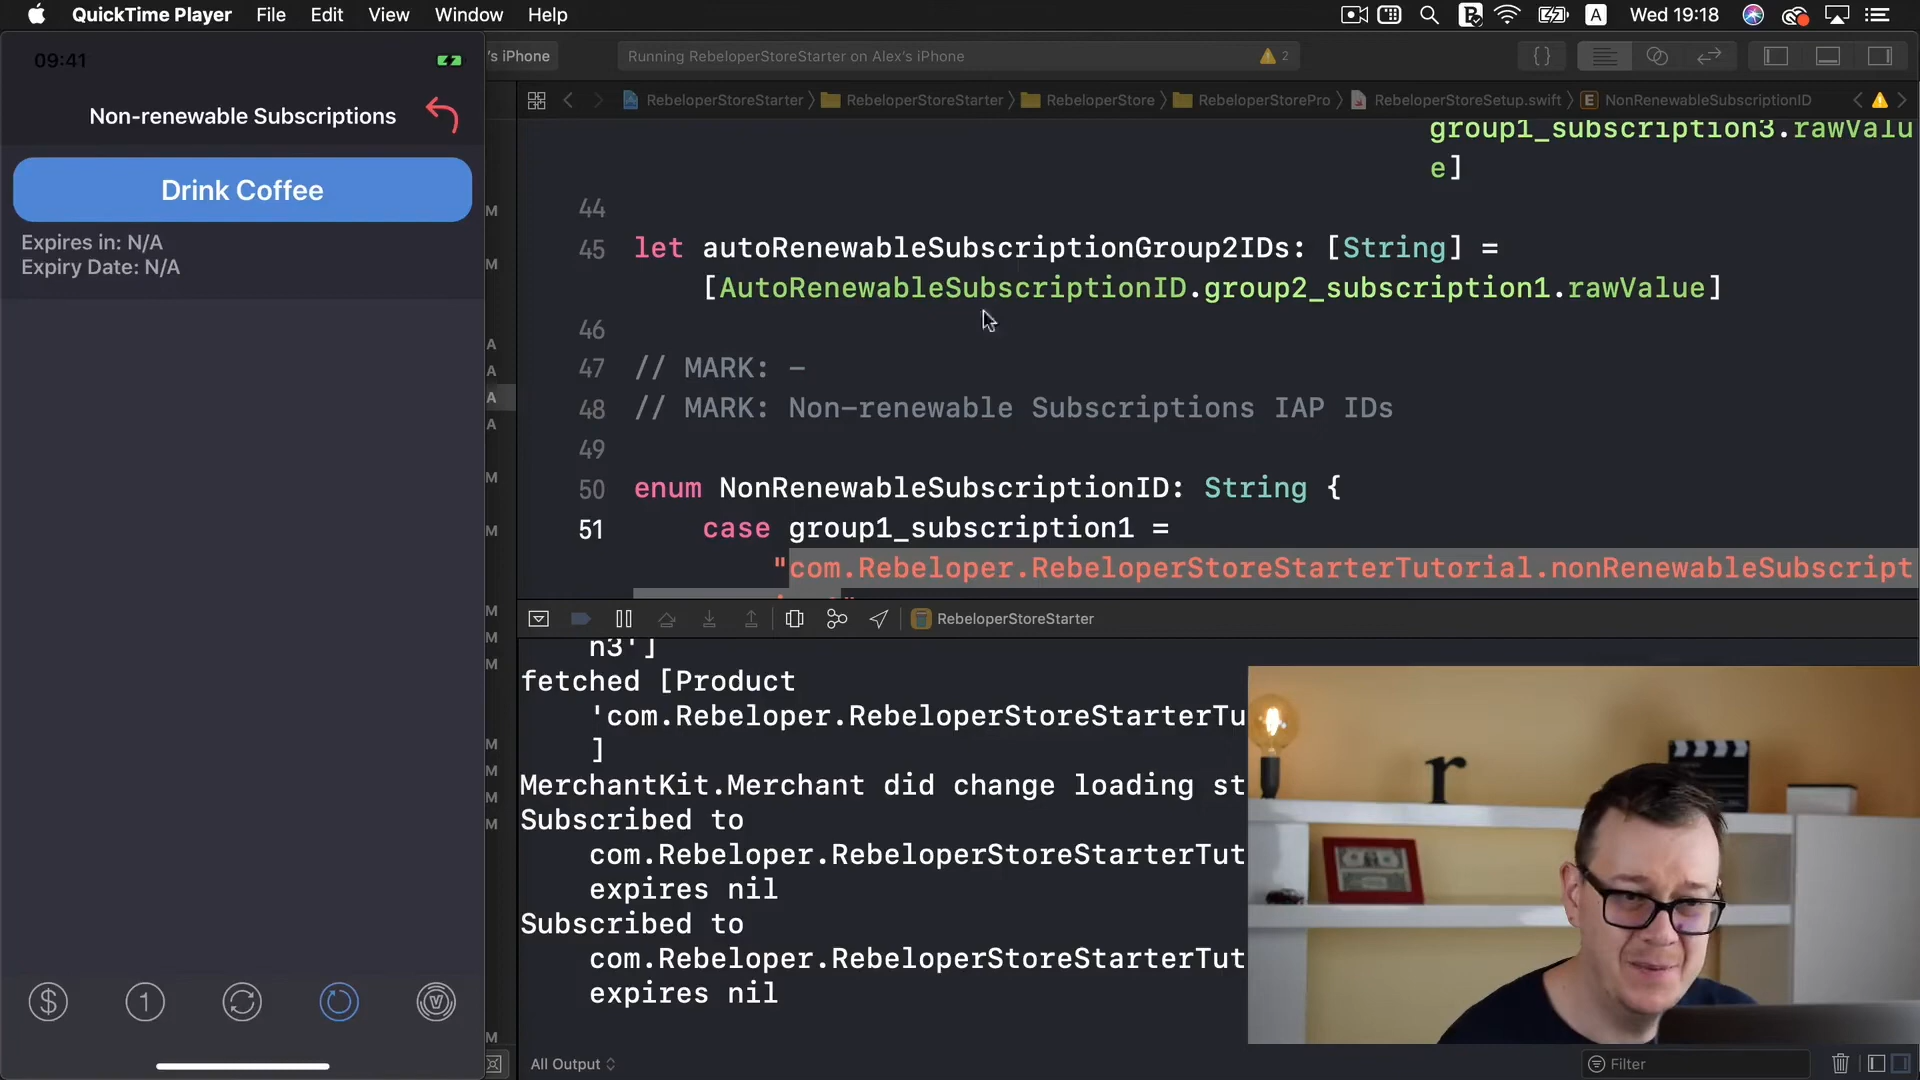 QuickTime Player File Edit View Window Help
A Wed 19:18
09:41
's iPhone
Running RebeloperStoreStarter on Alex's iPhone
2
Non-renewable Subscriptions
RebeloperStoreStarter RebeloperStoreStarter RebeloperStore RebeloperStorePro RebeloperStoreSetup.swift E NonRenewableSubscriptionID
Drink Coffee
Expires in: N/A
Expiry Date: N/A
group1_subscription3.rawValu
e]
44
45 let autoRenewableSubscriptionGroup2IDs: [String] =
[AutoRenewableSubscriptionID.group2_subscription1.rawValue]
46
47 // MARK: -
48 // MARK: Non-renewable Subscriptions IAP IDs
49
50 enum NonRenewableSubscriptionID: String {
51 case group1_subscription1 =
"com.Rebeloper.RebeloperStoreStarterTutorial.nonRenewableSubscript
M
M
A
A
A
A
M
M
M
M
M
M
M
M
M
M
RebeloperStoreStarter
n3']
fetched [Product
'com.Rebeloper.RebeloperStoreStarterTu
]
MerchantKit.Merchant did change loading st
Subscribed to
com.Rebeloper.RebeloperStoreStarterTut
expires nil
Subscribed to
com.Rebeloper.RebeloperStoreStarterTut
expires nil
r
$ 1 V
All Output
Filter